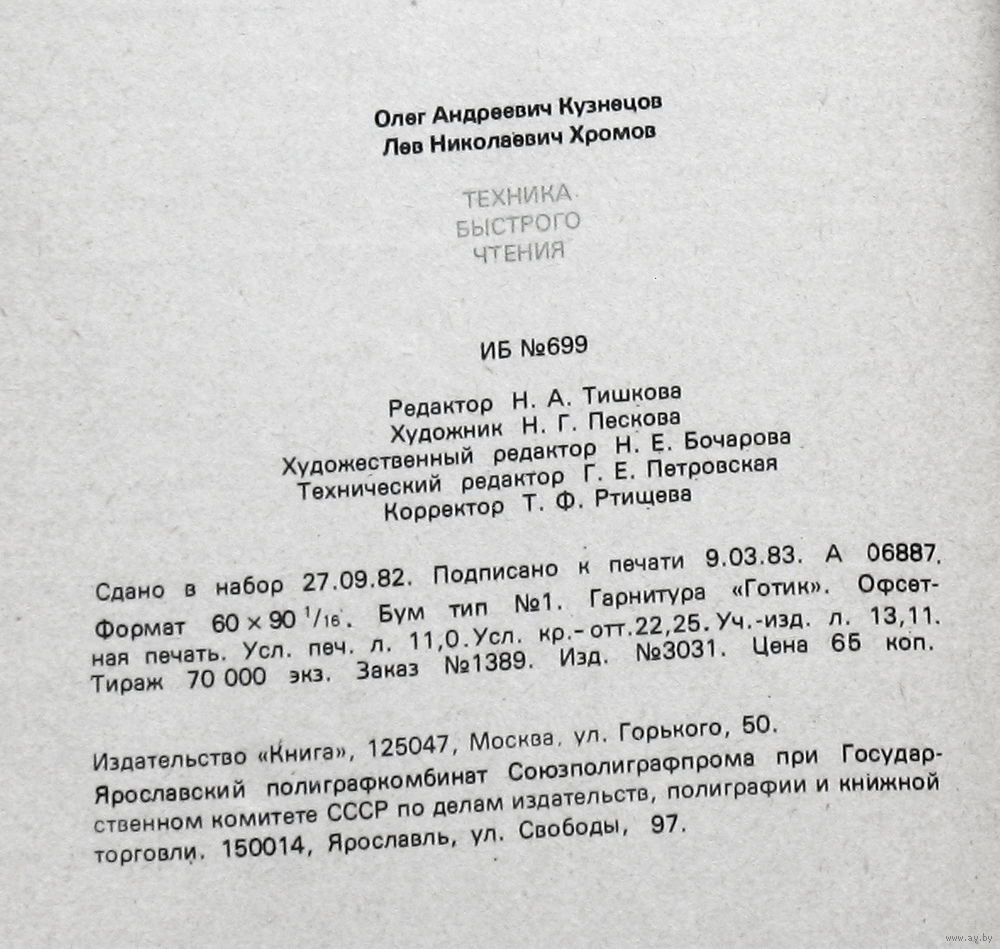 Олег Андреевич Кузнецов
Лев Николаевич Хромов
ТЕХНИКА
БЫСТРОГО
ЧТЕНИЯ
ИБ №699
Редактор Н. А. Тишкова
Художник Н. Г. Пескова
Художественный редактор Н. Е. Бочарова
Технический редактор Г. Е. Петровская
Корректор Т. Ф. Ртищева
Сдано в набор 27.09.82. Подписано к печати 9.03.83. А 06887.
Формат 60 × 90 1/16. Бум тип №1. Гарнитура «Готик». Офсет-
ная печать. Усл. печ. л. 11,0. Усл. кр.-отт. 22,25. Уч.-изд. л. 13,11.
Тираж 70 000 экз. Заказ №1389. Изд. №3031. Цена 65 коп.
Издательство «Книга», 125047, Москва, ул. Горького, 50.
Ярославский полиграфкомбинат Союзполиграфпрома при Государ-
ственном комитете СССР по делам издательств, полиграфии и книжной
торговли. 150014, Ярославль, ул. Свободы, 97.
www.ay.by